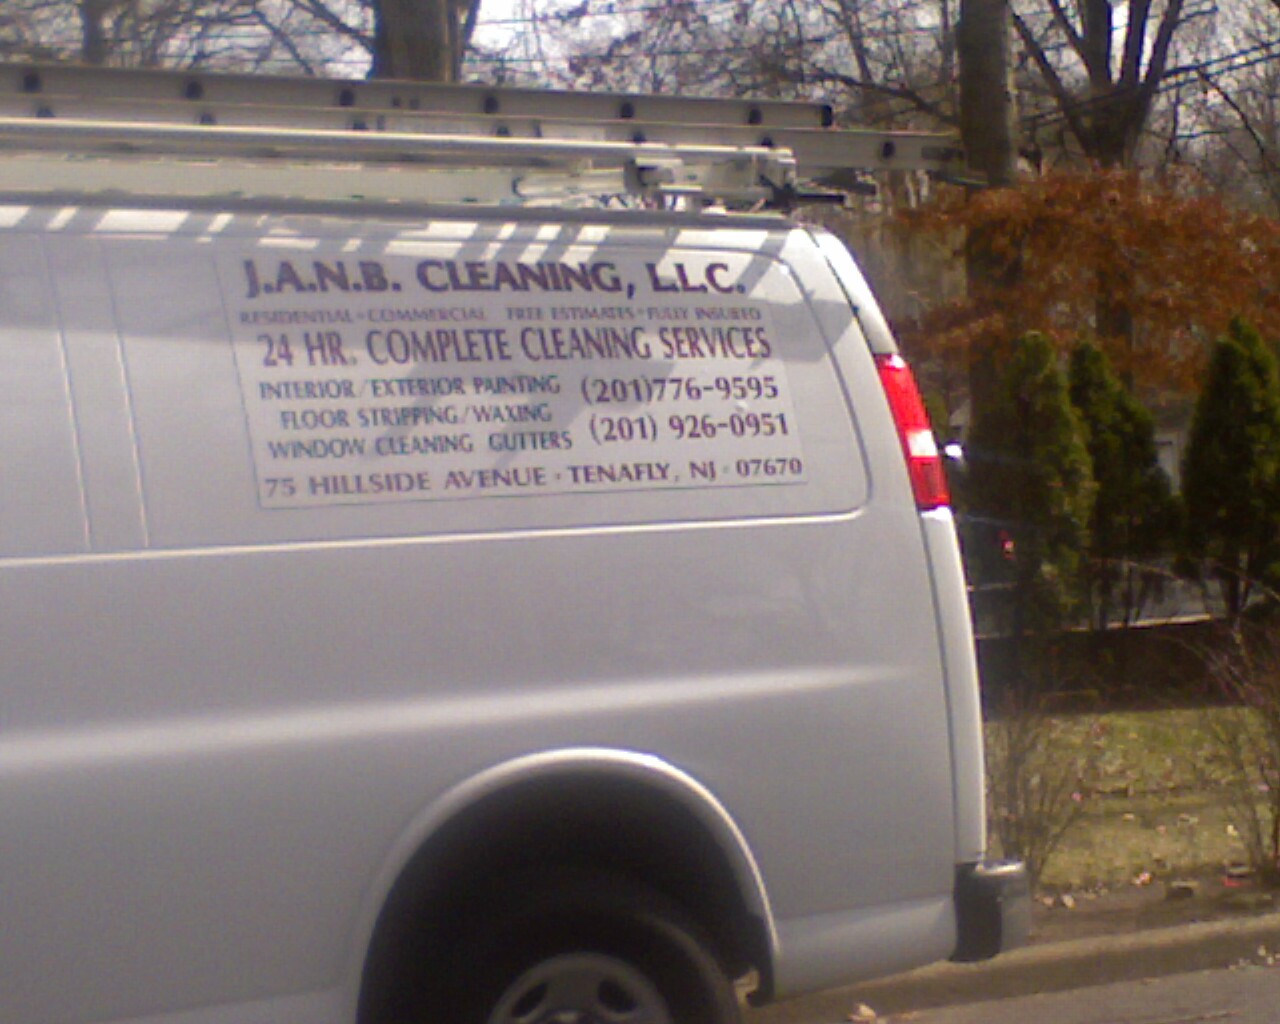 J.A.N.B. CLEANING, L.L.C.
RESIDENTIAL • COMMERCIAL FREE ESTIMATES • FULLY INSURED
24 HR. COMPLETE CLEANING SERVICES
INTERIOR/EXTERIOR PAINTING (201)776-9595
FLOOR STRIPPING/WAXING
WINDOW CLEANING GUTTERS (201) 926-0951
75 HILLSIDE AVENUE • TENAFLY, NJ • 07670